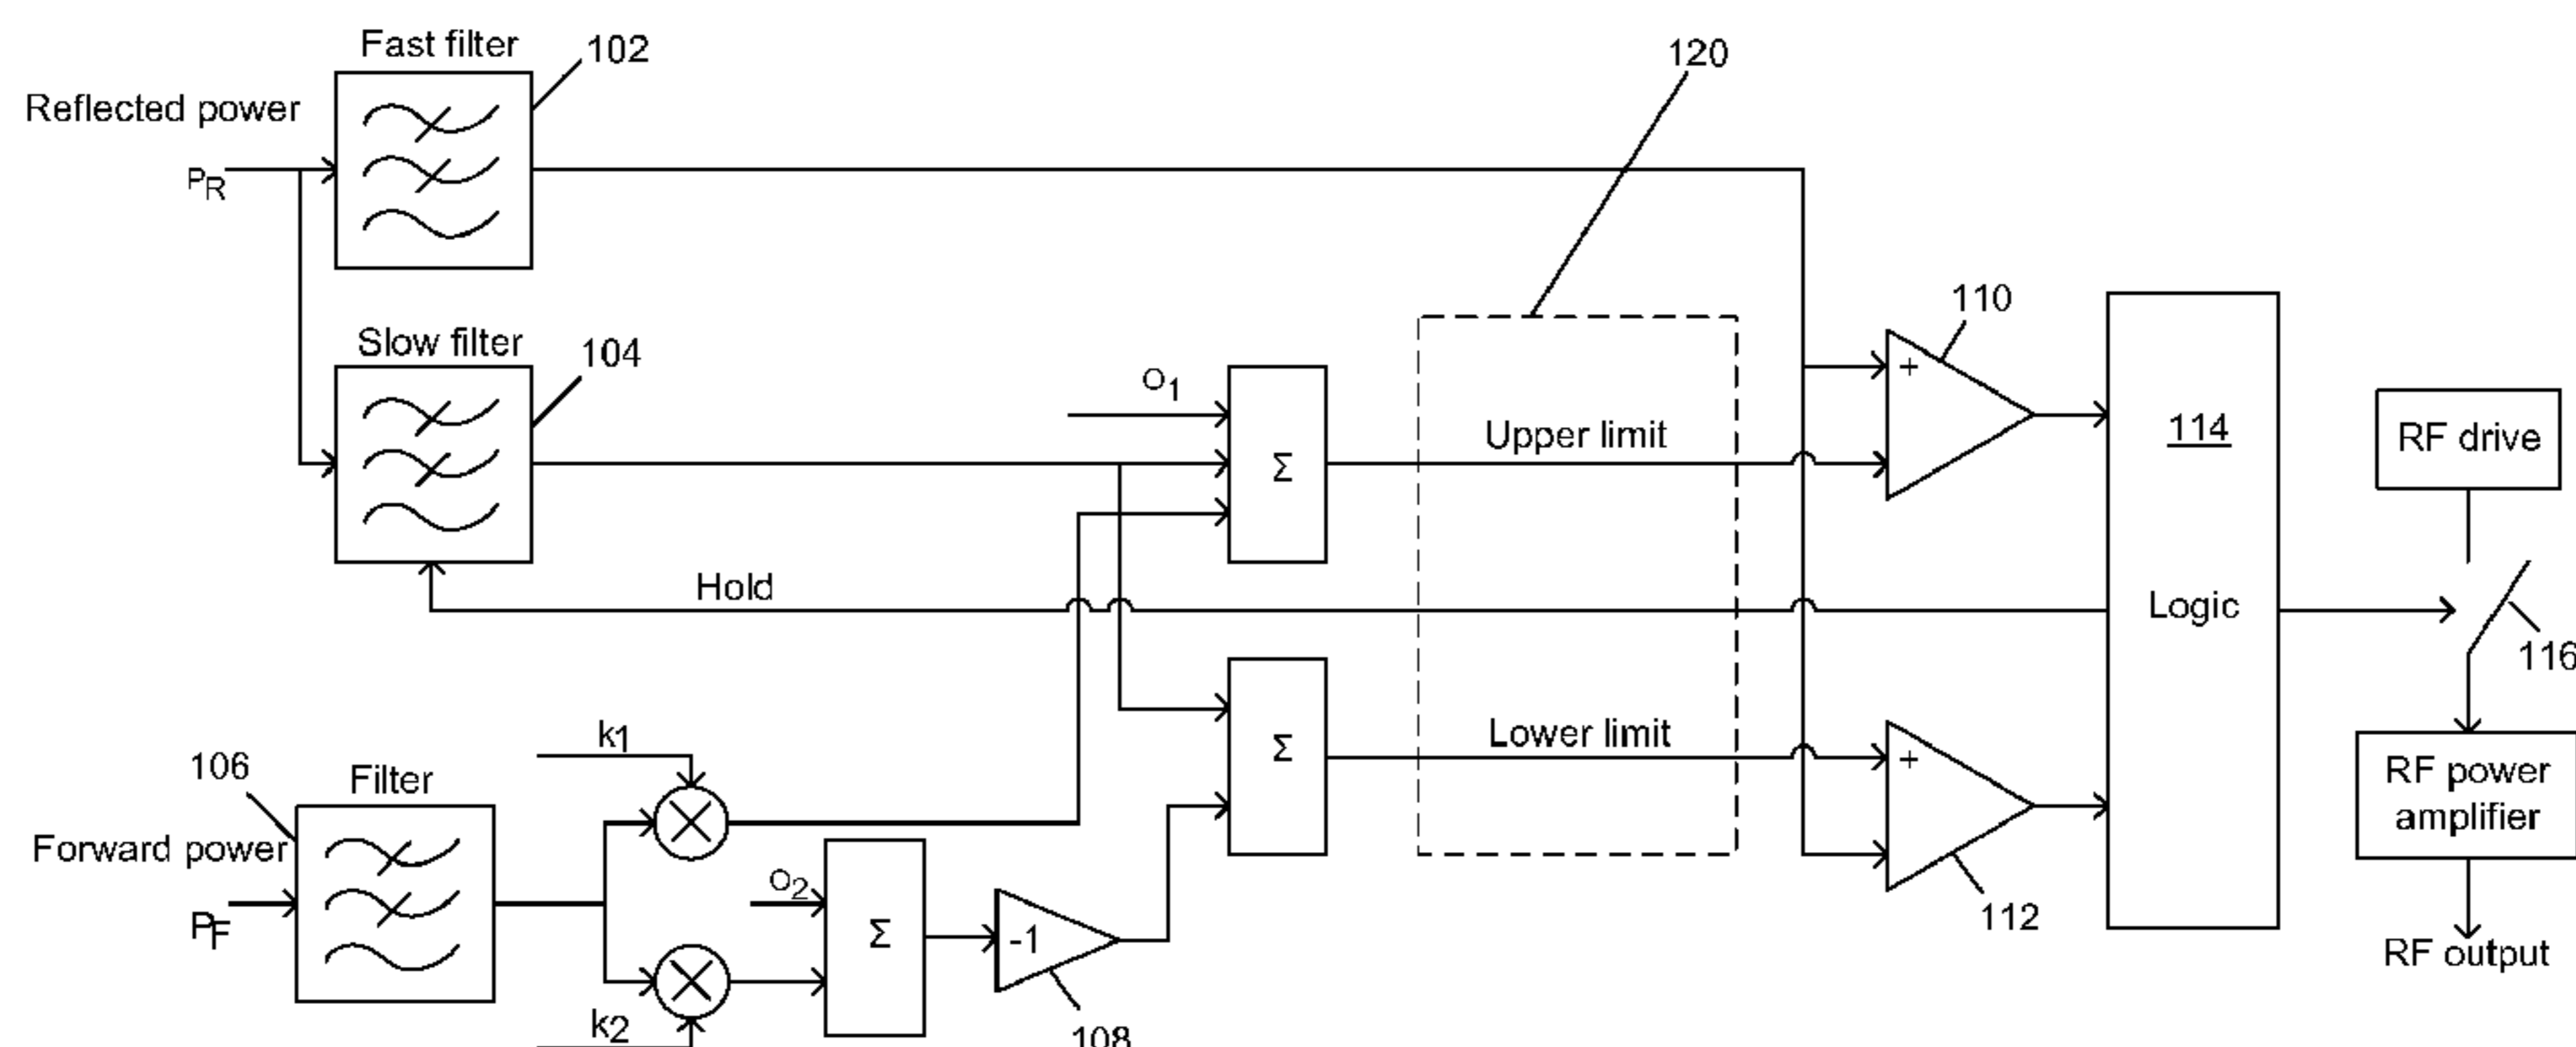 Fast filter
102
120
Reflected power
PR
Slow filter
104
110
O1
Upper limit
+
Σ
114
RF drive
Hold
Logic
116
k1
Lower limit
+
Σ
106
Filter
RF power
amplifier
Forward power
O2
PF
Σ
-1
112
RF output
k2
108